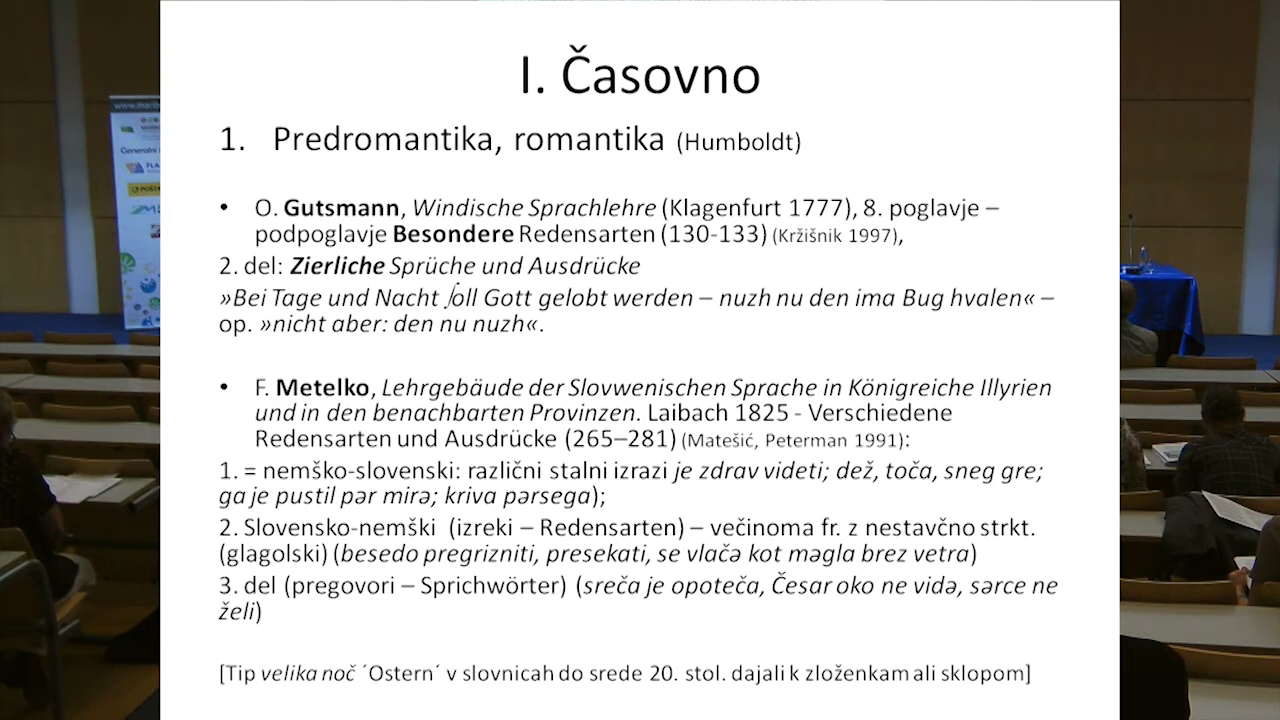 I. Časovno
1. Predromantika, romantika (Humboldt)
• O. Gutsmann, Windische Sprachlehre (Klagenfurt 1777), 8. poglavje –
podpoglavje Besondere Redensarten (130-133) (Kržišnik 1997),
2. del: Zierliche Sprüche und Ausdrücke
»Bei Tage und Nacht ſoll Gott gelobt werden – nuzh nu den ima Bug hvalen« –
op. »nicht aber: den nu nuzh«.
• F. Metelko, Lehrgebäude der Slovwenischen Sprache in Königreiche Illyrien
und in den benachbarten Provinzen. Laibach 1825 - Verschiedene
Redensarten und Ausdrücke (265–281) (Matešić, Peterman 1991):
1. = nemško-slovenski: različni stalni izrazi je zdrav videti; dež, toča, sneg gre;
ga je pustil pər mirə; kriva pərsega);
2. Slovensko-nemški (izreki – Redensarten) – večinoma fr. z nestavčno strkt.
(glagolski) (besedo pregrizniti, presekati, se vlačə kot məgla brez vetra)
3. del (pregovori – Sprichwörter) (sreča je opoteča, Česar oko ne vidə, sərce ne
želi)
[Tip velika noč ´Ostern´ v slovnicah do srede 20. stol. dajali k zloženkam ali sklopom]